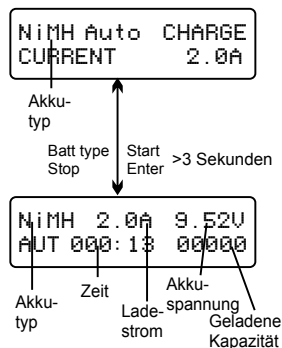 NiMH Auto CHARGE
CURRENT 2.0A
Akku-
typ
Batt type
Stop
Start
Enter
>3 Sekunden
NiMH 2.0A 9.52V
AUT 000:13 00000
Akku-
typ
Zeit
Lade-
strom
Akku-
spannung
Geladene
Kapazität